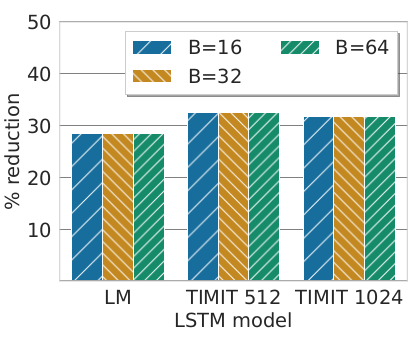 % reduction
50
40
30
20
10
B=16
B=32
B=64
LM
TIMIT 512
TIMIT 1024
LSTM model